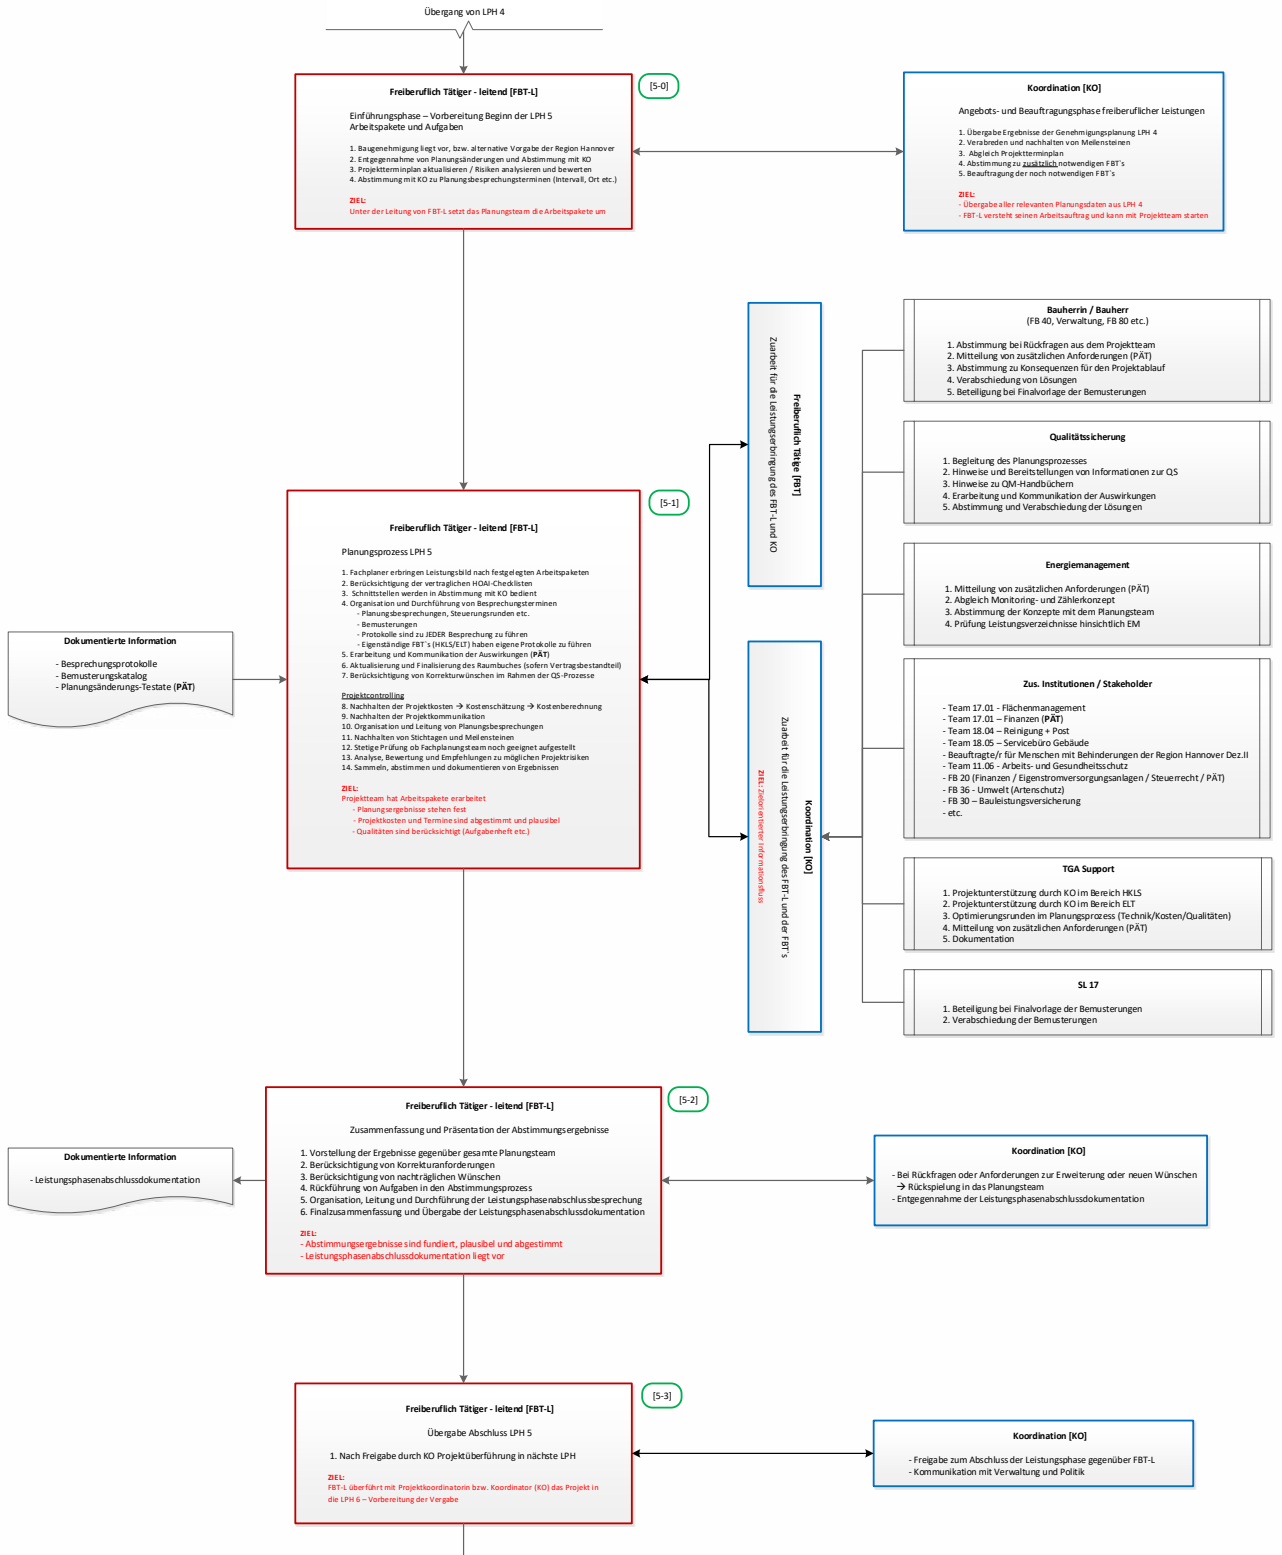 Übergang von LPH 4
[5-0]
Freiberuflich Tätiger - leitend [FBT-L]
Einführungsphase – Vorbereitung Beginn der LPH 5
Arbeitspakete und Aufgaben
1. Baugenehmigung liegt vor, bzw. alternative Vorgabe der Region Hannover
2. Entgegennahme von Planungsänderungen und Abstimmung mit KO
3. Projektterminplan aktualisieren / Risiken analysieren und bewerten
4. Abstimmung mit KO zu Planungsbesprechungsterminen (Intervall, Ort etc.)
ZIEL:
Unter der Leitung von FBT-L setzt das Planungsteam die Arbeitspakete um
Koordination [KO]
Angebots- und Beauftragungsphase freiberuflicher Leistungen
1. Übergabe Ergebnisse der Genehmigungsplanung LPH 4
2. Verabreden und nachhalten von Meilensteinen
3. Abgleich Projektterminplan
4. Abstimmung zu zusätzlich notwendigen FBT`s
5. Beauftragung der noch notwendigen FBT`s
ZIEL:
- Übergabe aller relevanten Planungsdaten aus LPH 4
- FBT-L versteht seinen Arbeitsauftrag und kann mit Projektteam starten
Freiberuflich Tätige [FBT]
Zuarbeit für die Leistungserbringung des FBT-L und KO
Bauherrin / Bauherr
(FB 40, Verwaltung, FB 80 etc.)
1. Abstimmung bei Rückfragen aus dem Projektteam
2. Mitteilung von zusätzlichen Anforderungen (PÄT)
3. Abstimmung zu Konsequenzen für den Projektablauf
4. Verabschiedung von Lösungen
5. Beteiligung bei Finalvorlage der Bemusterungen
Qualitätssicherung
1. Begleitung des Planungsprozesses
2. Hinweise und Bereitstellungen von Informationen zur QS
3. Hinweise zu QM-Handbüchern
4. Erarbeitung und Kommunikation der Auswirkungen
5. Abstimmung und Verabschiedung der Lösungen
[5-1]
Freiberuflich Tätiger - leitend [FBT-L]
Planungsprozess LPH 5
1. Fachplaner erbringen Leistungsbild nach festgelegten Arbeitspaketen
2. Berücksichtigung der vertraglichen HOAI-Checklisten
3. Schnittstellen werden in Abstimmung mit KO bedient
4. Organisation und Durchführung von Besprechungsterminen
- Planungsbesprechungen, Steuerungsrunden etc.
- Bemusterungen
- Protokolle sind zu JEDER Besprechung zu führen
- Eigenständige FBT`s (HKLS/ELT) haben eigene Protokolle zu führen
5. Erarbeitung und Kommunikation der Auswirkungen (PÄT)
6. Aktualisierung und Finalisierung des Raumbuches (sofern Vertragsbestandteil)
7. Berücksichtigung von Korrekturwünschen im Rahmen der QS-Prozesse
Projektcontrolling
8. Nachhalten der Projektkosten → Kostenschätzung → Kostenberechnung
9. Nachhalten der Projektkommunikation
10. Organisation und Leitung von Planungsbesprechungen
11. Nachhalten von Stichtagen und Meilensteinen
12. Stetige Prüfung ob Fachplanungsteam noch geeignet aufgestellt
13. Analyse, Bewertung und Empfehlungen zu möglichen Projektrisiken
14. Sammeln, abstimmen und dokumentieren von Ergebnissen
ZIEL:
Projektteam hat Arbeitspakete erarbeitet
- Planungsergebnisse stehen fest
- Projektkosten und Termine sind abgestimmt und plausibel
- Qualitäten sind berücksichtigt (Aufgabenheft etc.)
Dokumentierte Information
- Besprechungsprotokolle
- Bemusterungskatalog
- Planungsänderungs-Testate (PÄT)
Energiemanagement
1. Mitteilung von zusätzlichen Anforderungen (PÄT)
2. Abgleich Monitoring- und Zählerkonzept
3. Abstimmung der Konzepte mit dem Planungsteam
4. Prüfung Leistungsverzeichnisse hinsichtlich EM
Koordination [KO]
Zuarbeit für die Leistungserbringung des FBT-L und der FBT`s
ZIEL: Zielorientierter Informationsfluss
Zus. Institutionen / Stakeholder
- Team 17.01 - Flächenmanagement
- Team 17.01 – Finanzen (PÄT)
- Team 18.04 – Reinigung + Post
- Team 18.05 – Servicebüro Gebäude
- Beauftragte/r für Menschen mit Behinderungen der Region Hannover Dez.II
- Team 11.06 - Arbeits- und Gesundheitsschutz
- FB 20 (Finanzen / Eigenstromversorgungsanlagen / Steuerrecht / PÄT)
- FB 36 - Umwelt (Artenschutz)
- FB 30 – Bauleistungsversicherung
- etc.
TGA Support
1. Projektunterstützung durch KO im Bereich HKLS
2. Projektunterstützung durch KO im Bereich ELT
3. Optimierungsrunden im Planungsprozess (Technik/Kosten/Qualitäten)
4. Mitteilung von zusätzlichen Anforderungen (PÄT)
5. Dokumentation
SL 17
1. Beteiligung bei Finalvorlage der Bemusterungen
2. Verabschiedung der Bemusterungen
[5-2]
Freiberuflich Tätiger - leitend [FBT-L]
Zusammenfassung und Präsentation der Abstimmungsergebnisse
1. Vorstellung der Ergebnisse gegenüber gesamte Planungsteam
2. Berücksichtigung von Korrekturanforderungen
3. Berücksichtigung von nachträglichen Wünschen
4. Rückführung von Aufgaben in den Abstimmungsprozess
5. Organisation, Leitung und Durchführung der Leistungsphasenabschlussbesprechung
6. Finalzusammenfassung und Übergabe der Leistungsphasenabschlussdokumentation
ZIEL:
- Abstimmungsergebnisse sind fundiert, plausibel und abgestimmt
- Leistungsphasenabschlussdokumentation liegt vor
Dokumentierte Information
- Leistungsphasenabschlussdokumentation
Koordination [KO]
- Bei Rückfragen oder Anforderungen zur Erweiterung oder neuen Wünschen
→ Rückspielung in das Planungsteam
- Entgegennahme der Leistungsphasenabschlussdokumentation
[5-3]
Freiberuflich Tätiger - leitend [FBT-L]
Übergabe Abschluss LPH 5
1. Nach Freigabe durch KO Projektüberführung in nächste LPH
ZIEL:
FBT-L überführt mit Projektkoordinatorin bzw. Koordinator (KO) das Projekt in
die LPH 6 – Vorbereitung der Vergabe
Koordination [KO]
- Freigabe zum Abschluss der Leistungsphase gegenüber FBT-L
- Kommunikation mit Verwaltung und Politik